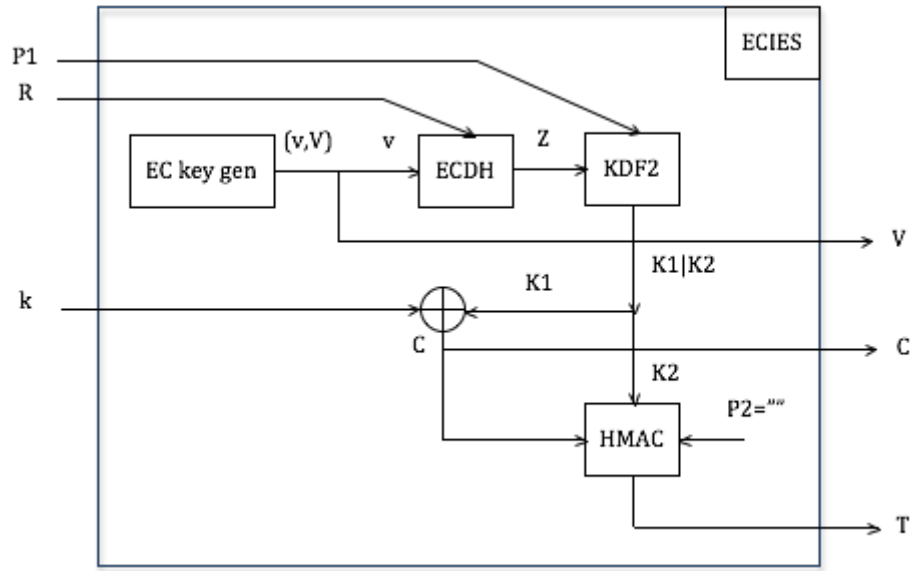 ECIES
P1
R
(v,V)
v
Z
EC key gen
ECDH
KDF2
V
K1|K2
K1
k
C
C
K2
P2=""
HMAC
T